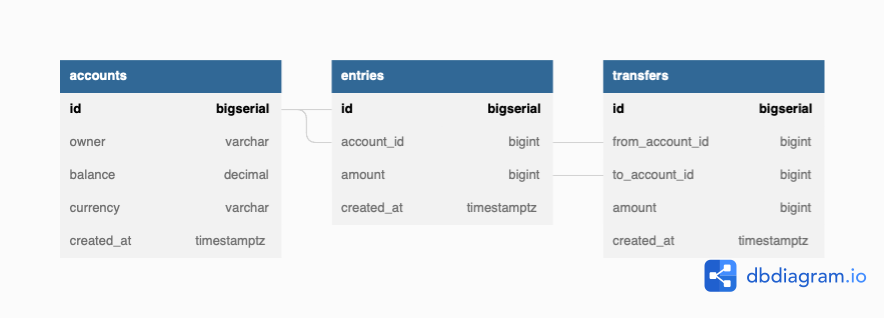 accounts
id bigserial
owner varchar
balance decimal
currency varchar
created_at timestamptz
entries
id bigserial
account_id bigint
amount bigint
created_at timestamptz
transfers
id bigserial
from_account_id bigint
to_account_id bigint
amount bigint
created_at timestamptz
dbdiagram.io